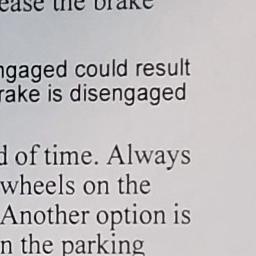 ease the brake
ngaged could result
rake is disengaged
d of time. Always
wheels on the
Another option is
n the parking